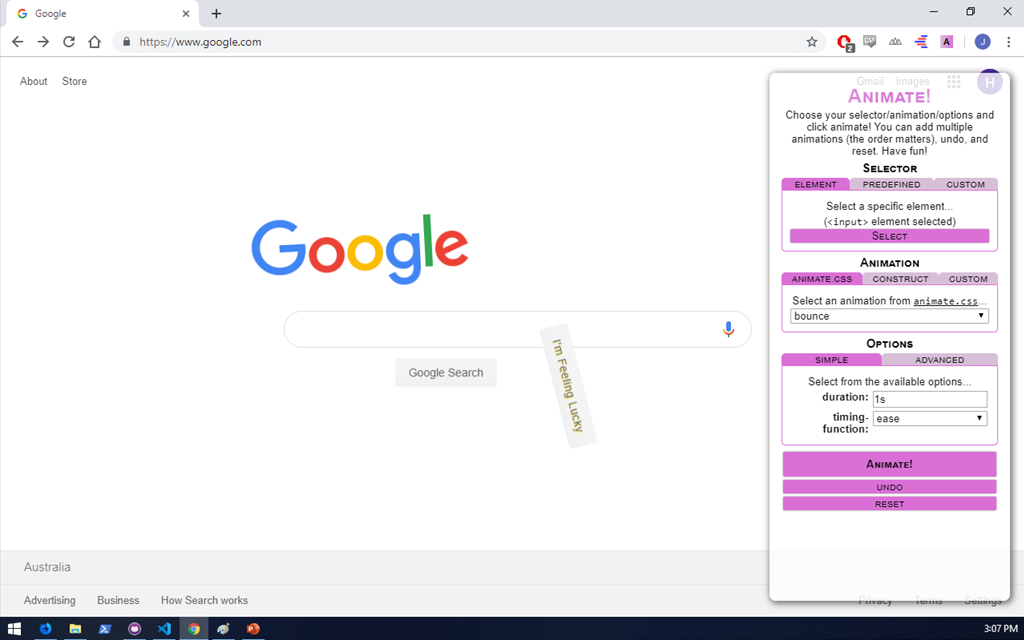 Google
https://www.google.com
2
CSP
A
J
About
Store
Gmail
Images
H
ANIMATE!
Choose your selector/animation/options and
click animate! You can add multiple
animations (the order matters), undo, and
reset. Have fun!
SELECTOR
ELEMENT
PREDEFINED
CUSTOM
Select a specific element...
(<input> element selected)
SELECT
ANIMATION
ANIMATE.CSS
CONSTRUCT
CUSTOM
Select an animation from animate.css...
bounce
OPTIONS
SIMPLE
ADVANCED
Select from the available options...
duration:
1s
timing-
function:
ease
ANIMATE!
UNDO
RESET
Google
Google Search
I'm Feeling Lucky
Australia
Advertising
Business
How Search works
Privacy
Terms
Settings
3:07 PM